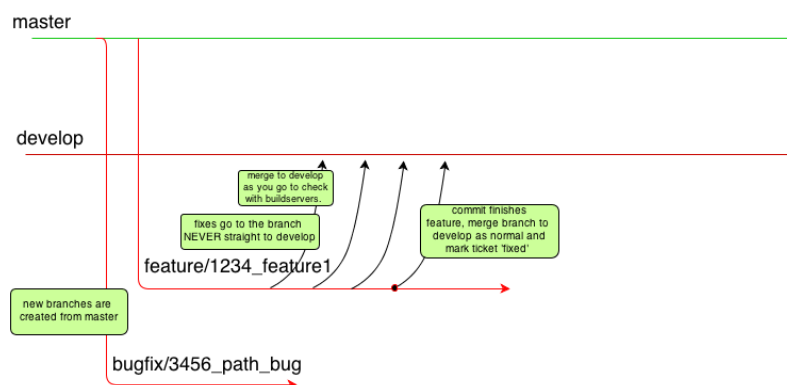 master
develop
merge to develop
as you go to check
with buildservers.
fixes go to the branch
NEVER straight to develop
commit finishes
feature, merge branch to
develop as normal and
mark ticket 'fixed'
feature/1234_feature1
new branches are
created from master
bugfix/3456_path_bug